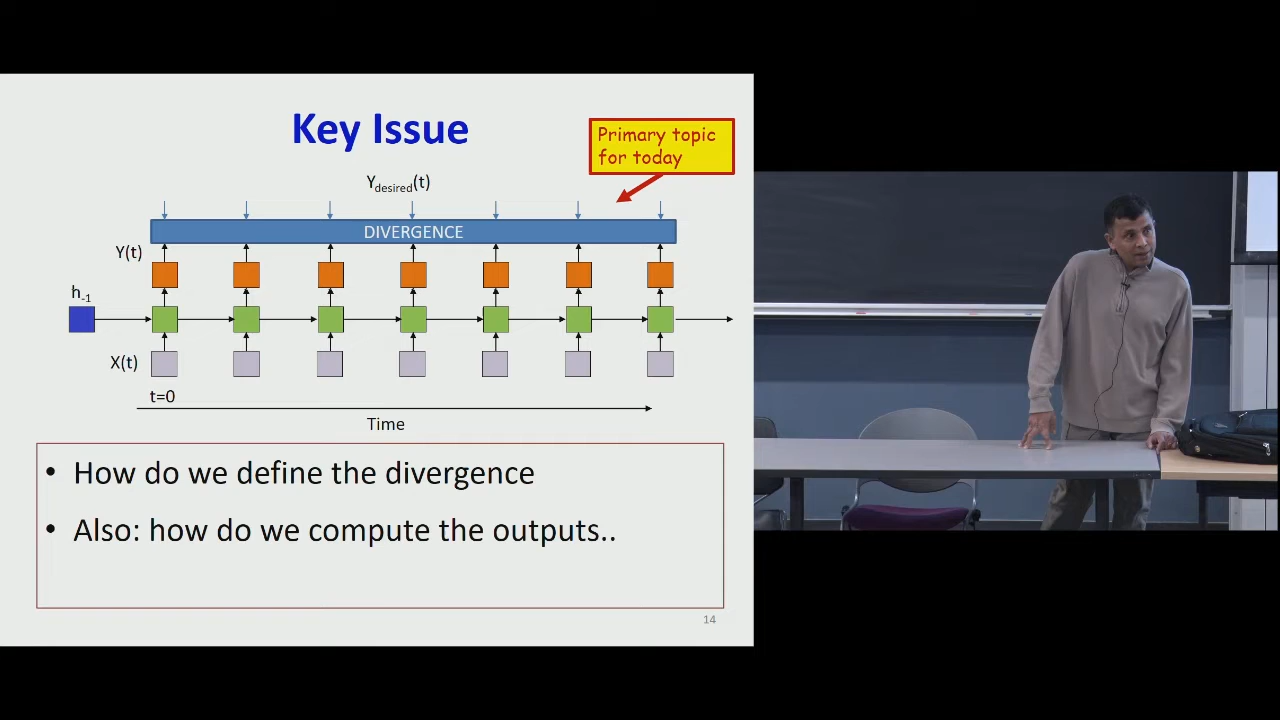 Key Issue
Primary topic
for today
Ydesired(t)
DIVERGENCE
Y(t)
h-1
X(t)
t=0
Time
• How do we define the divergence
• Also: how do we compute the outputs..
14